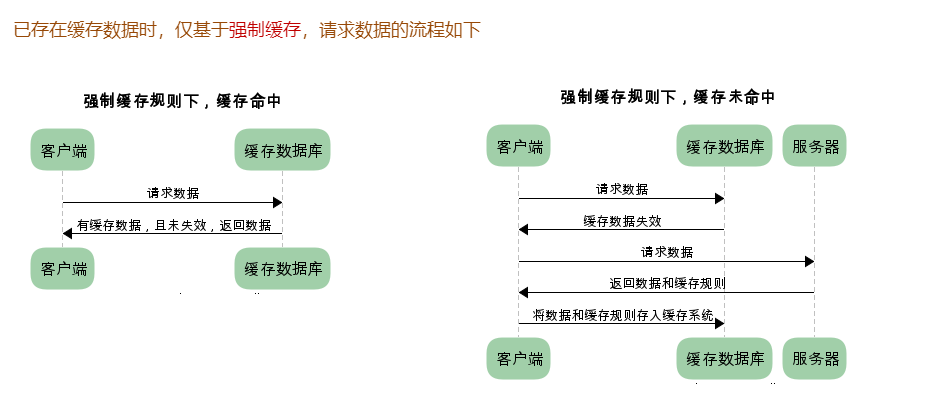 已存在缓存数据时，仅基于强制缓存，请求数据的流程如下
强制缓存规则下，缓存命中
客户端
缓存数据库
请求数据
有缓存数据，且未失效，返回数据
客户端
缓存数据库
强制缓存规则下，缓存未命中
客户端
缓存数据库
服务器
请求数据
缓存数据失效
请求数据
返回数据和缓存规则
将数据和缓存规则存入缓存系统
客户端
缓存数据库
服务器